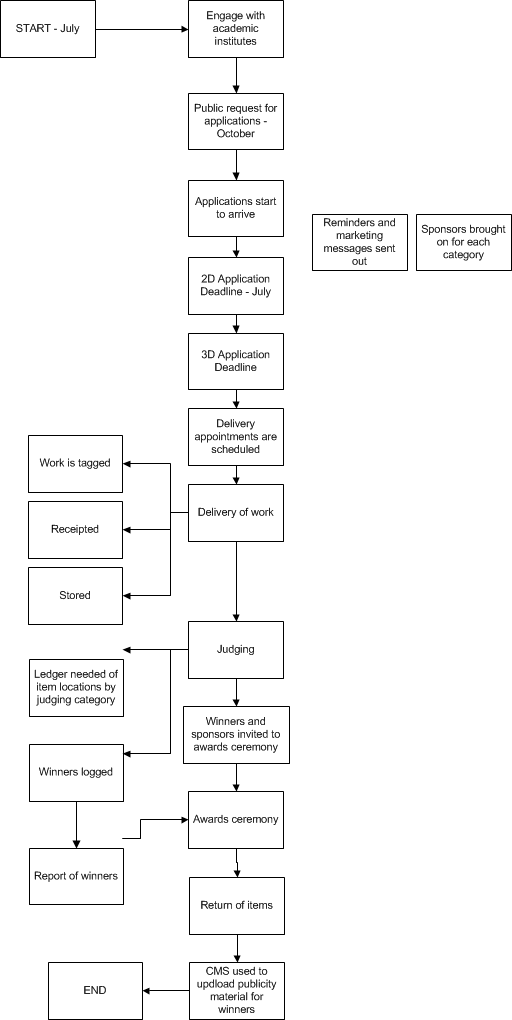 START - July
Engage with
academic
institutes
Public request for
applications -
October
Applications start
to arrive
Reminders and
marketing
messages sent
out
Sponsors brought
on for each
category
2D Application
Deadline - July
3D Application
Deadline
Delivery
appointments are
scheduled
Work is tagged
Delivery of work
Receipted
Stored
Judging
Ledger needed of
item locations by
judging category
Winners and
sponsors invited to
awards ceremony
Winners logged
Awards ceremony
Report of winners
Return of items
CMS used to
updload publicity
material for
winners
END